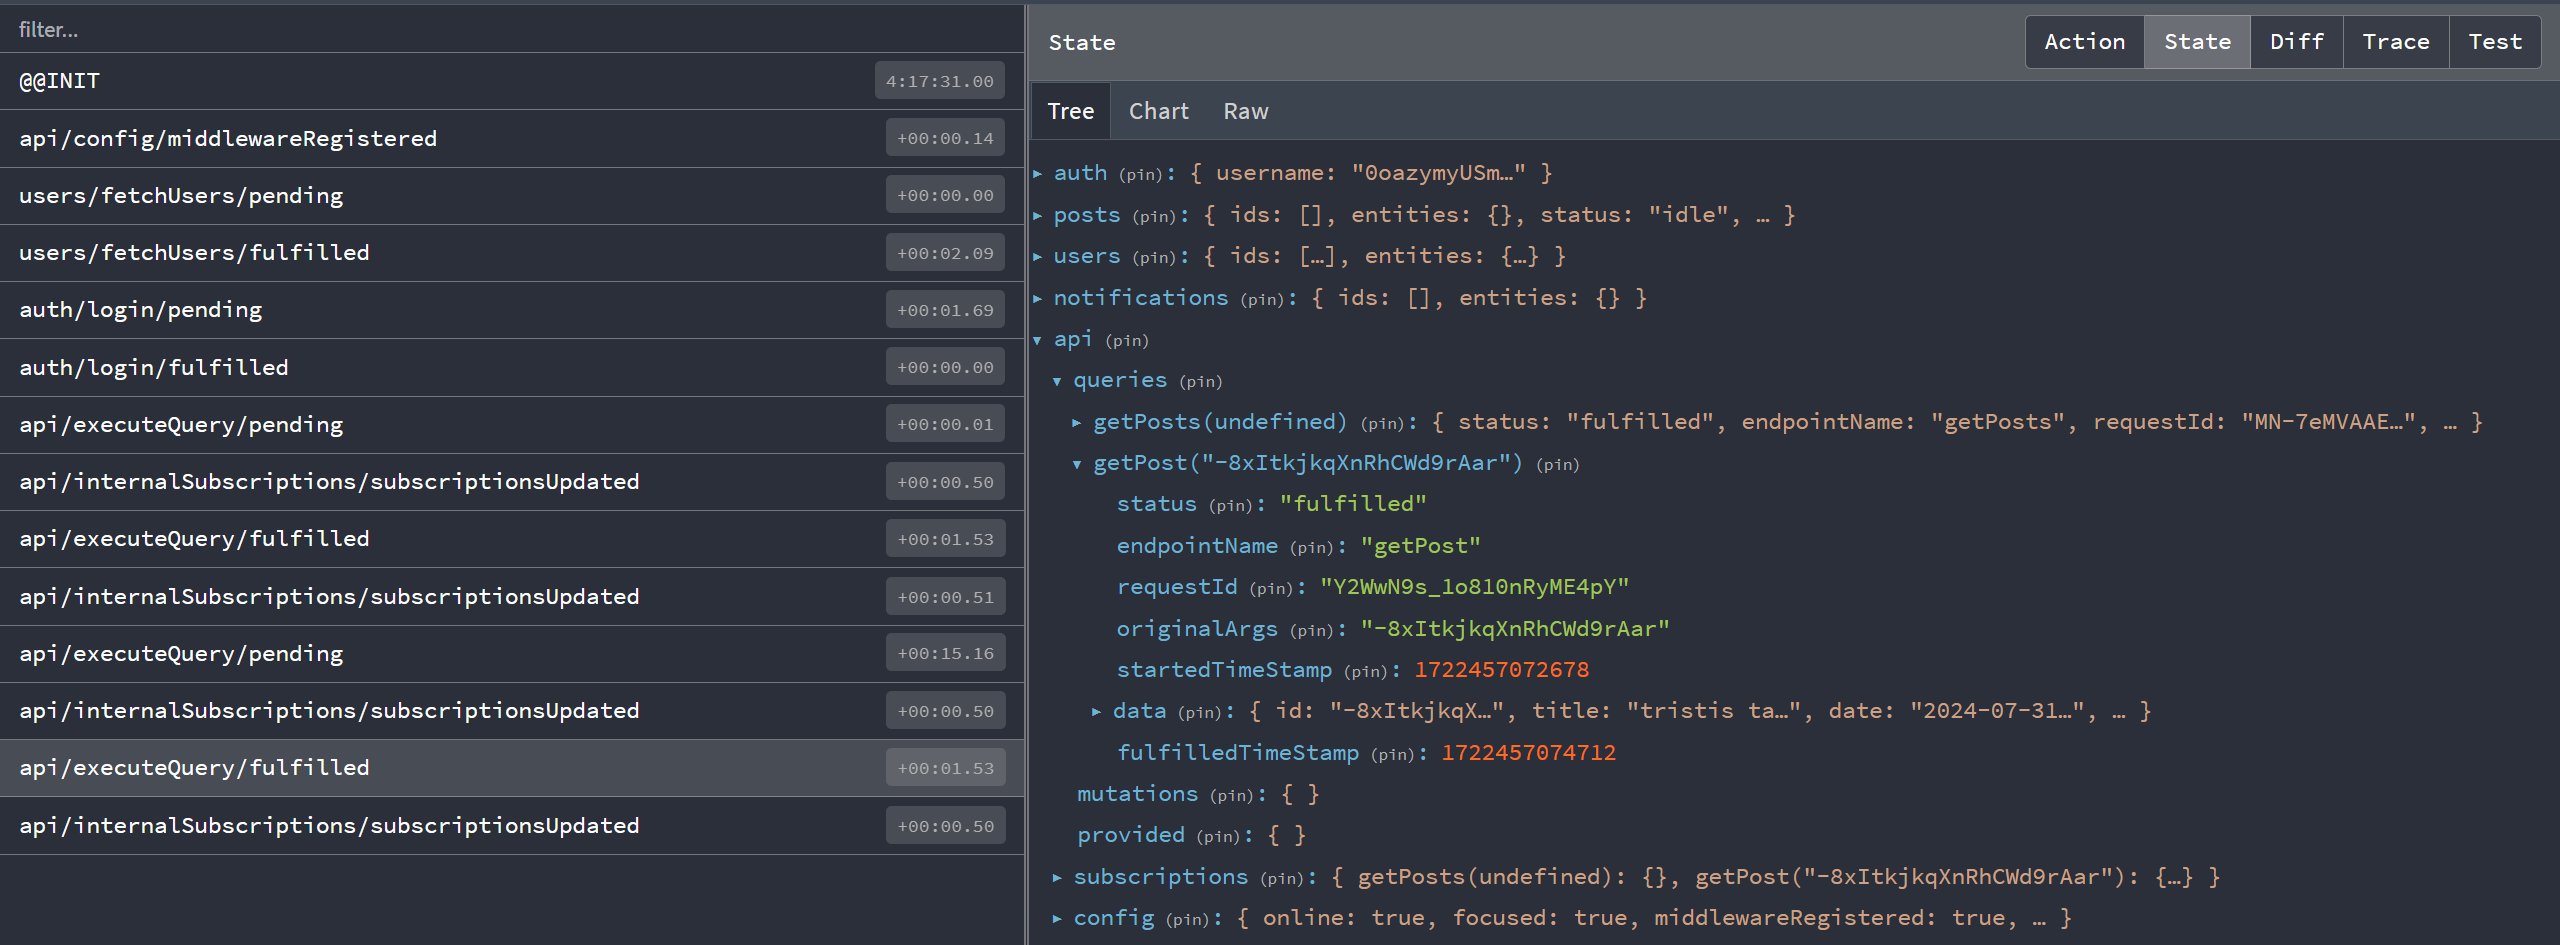 filter...
@@INIT 4:17:31.00
api/config/middlewareRegistered +00:00.14
users/fetchUsers/pending +00:00.00
users/fetchUsers/fulfilled +00:02.09
auth/login/pending +00:01.69
auth/login/fulfilled +00:00.00
api/executeQuery/pending +00:00.01
api/internalSubscriptions/subscriptionsUpdated +00:00.50
api/executeQuery/fulfilled +00:01.53
api/internalSubscriptions/subscriptionsUpdated +00:00.51
api/executeQuery/pending +00:15.16
api/internalSubscriptions/subscriptionsUpdated +00:00.50
api/executeQuery/fulfilled +00:01.53
api/internalSubscriptions/subscriptionsUpdated +00:00.50
State Action State Diff Trace Test
Tree Chart Raw
▶ auth (pin): { username: "0oazymyUSm…" }
▶ posts (pin): { ids: [], entities: {}, status: "idle", … }
▶ users (pin): { ids: […], entities: {…} }
▶ notifications (pin): { ids: [], entities: {} }
▼ api (pin)
▼ queries (pin)
▶ getPosts(undefined) (pin): { status: "fulfilled", endpointName: "getPosts", requestId: "MN-7eMVAAE…", … }
▼ getPost("-8xItkjkqXnRhCWd9rAar") (pin)
status (pin): "fulfilled"
endpointName (pin): "getPost"
requestId (pin): "Y2WwN9s_1o810nRyME4pY"
originalArgs (pin): "-8xItkjkqXnRhCWd9rAar"
startedTimeStamp (pin): 1722457072678
▶ data (pin): { id: "-8xItkjkqX…", title: "tristis ta…", date: "2024-07-31…", … }
fulfilledTimeStamp (pin): 1722457074712
mutations (pin): { }
provided (pin): { }
▶ subscriptions (pin): { getPosts(undefined): {}, getPost("-8xItkjkqXnRhCWd9rAar"): {…} }
▶ config (pin): { online: true, focused: true, middlewareRegistered: true, … }